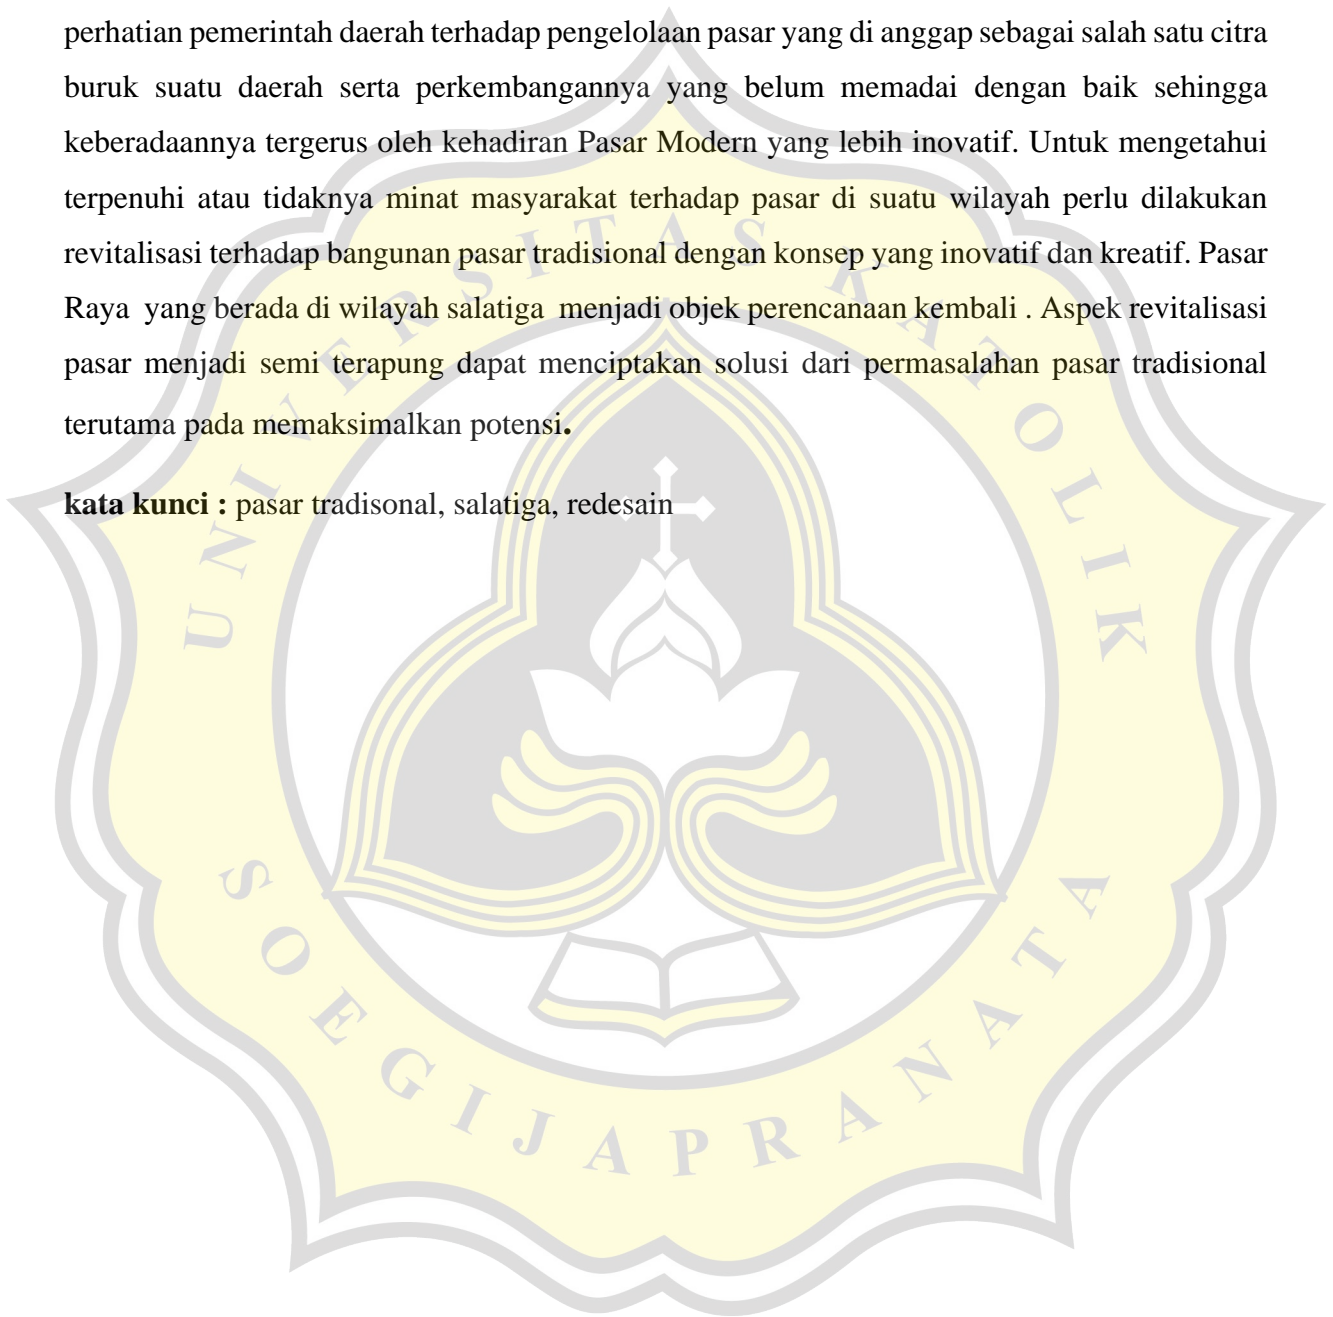 perhatian pemerintah daerah terhadap pengelolaan pasar yang di anggap sebagai salah satu citra
buruk suatu daerah serta perkembangannya yang belum memadai dengan baik sehingga
keberadaannya tergerus oleh kehadiran Pasar Modern yang lebih inovatif. Untuk mengetahui
terpenuhi atau tidaknya minat masyarakat terhadap pasar di suatu wilayah perlu dilakukan
revitalisasi terhadap bangunan pasar tradisional dengan konsep yang inovatif dan kreatif. Pasar
Raya yang berada di wilayah salatiga menjadi objek perencanaan kembali . Aspek revitalisasi
pasar menjadi semi terapung dapat menciptakan solusi dari permasalahan pasar tradisional
terutama pada memaksimalkan potensi.
kata kunci : pasar tradisonal, salatiga, redesain
UNIVERSITAS KATOLIK
SOEGIJAPRANATA